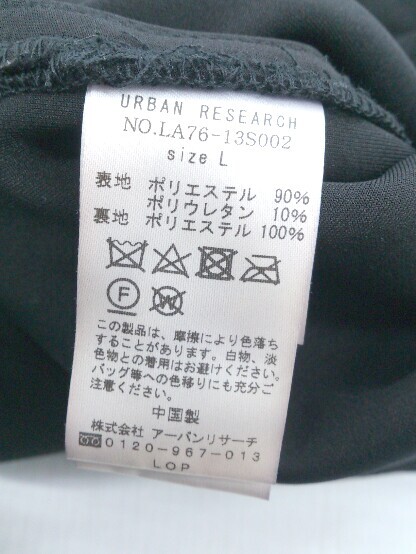 URBAN RESEARCH
NO.LA76-13S002
size L
表地 ポリエステル 90%
ポリウレタン 10%
裏地 ポリエステル 100%
F W
この製品は、摩擦により色落ち
することがあります。白物、淡
色物との着用はお避けください。
バッグ等への色移りにも充分ご
注意ください。
中国製
株式会社 アーバンリサーチ
0120-967-013
LOP